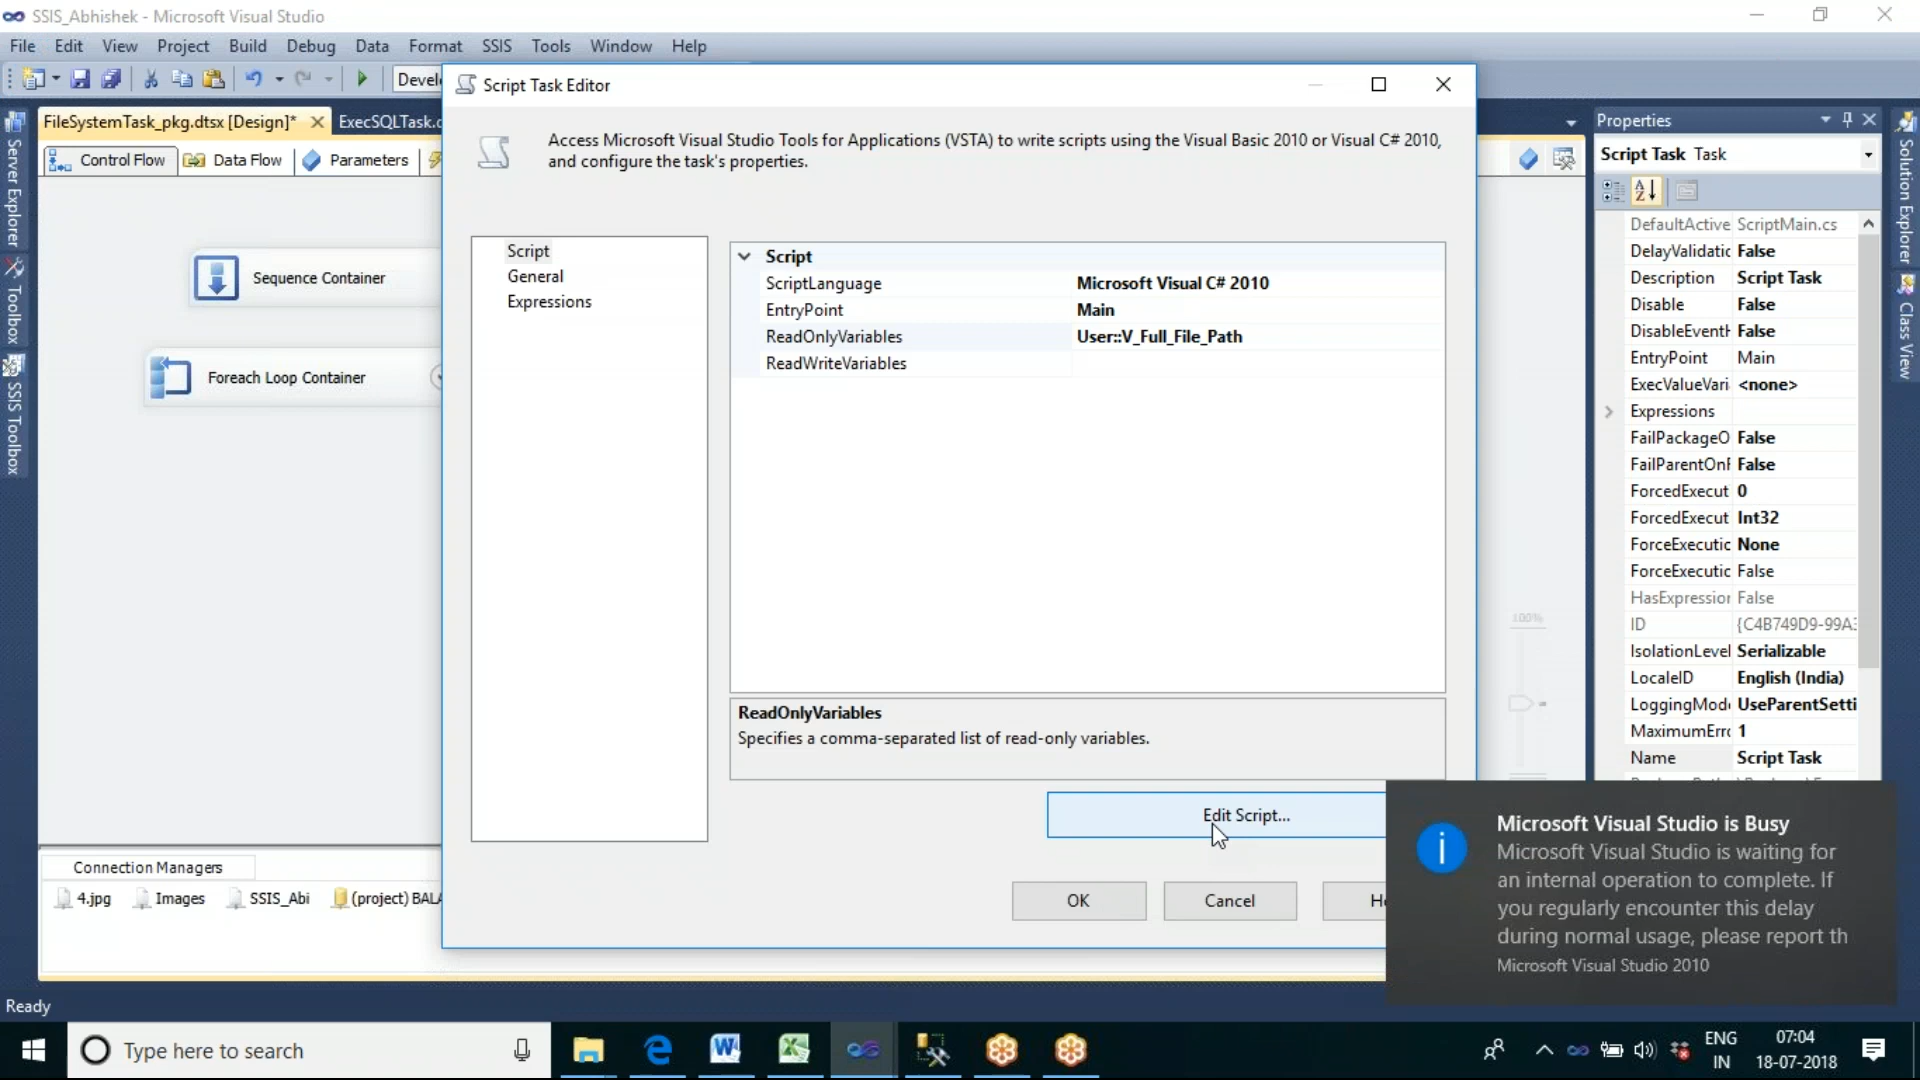 SSIS_Abhishek - Microsoft Visual Studio
File Edit View Project Build Debug Data Format SSIS Tools Window Help
Script Task Editor
FileSystemTask_pkg.dtsx [Design]* ExecSQLTask.
Control Flow Data Flow Parameters
Access Microsoft Visual Studio Tools for Applications (VSTA) to write scripts using the Visual Basic 2010 or Visual C# 2010,
and configure the task's properties.
Server Explorer
Toolbox
SSIS Toolbox
Sequence Container
Foreach Loop Container
Script
General
Expressions
Script
ScriptLanguage Microsoft Visual C# 2010
EntryPoint Main
ReadOnlyVariables User::V_Full_File_Path
ReadWriteVariables
ReadOnlyVariables
Specifies a comma-separated list of read-only variables.
Edit Script...
OK Cancel
100%
Properties
Script Task Task
DefaultActive ScriptMain.cs
DelayValidatic False
Description Script Task
Disable False
DisableEventH False
EntryPoint Main
ExecValueVari <none>
Expressions
FailPackageO False
FailParentOnF False
ForcedExecut 0
ForcedExecut Int32
ForceExecutic None
ForceExecutic False
HasExpression False
ID {C4B749D9-99A3
IsolationLevel Serializable
LocaleID English (India)
LoggingMode UseParentSetti
MaximumErro 1
Name Script Task
Solution Explorer
Class View
Connection Managers
4.jpg Images SSIS_Abi (project) BALA
Microsoft Visual Studio is Busy
Microsoft Visual Studio is waiting for
an internal operation to complete. If
you regularly encounter this delay
during normal usage, please report th
Microsoft Visual Studio 2010
Ready
Type here to search
ENG
IN
07:04
18-07-2018